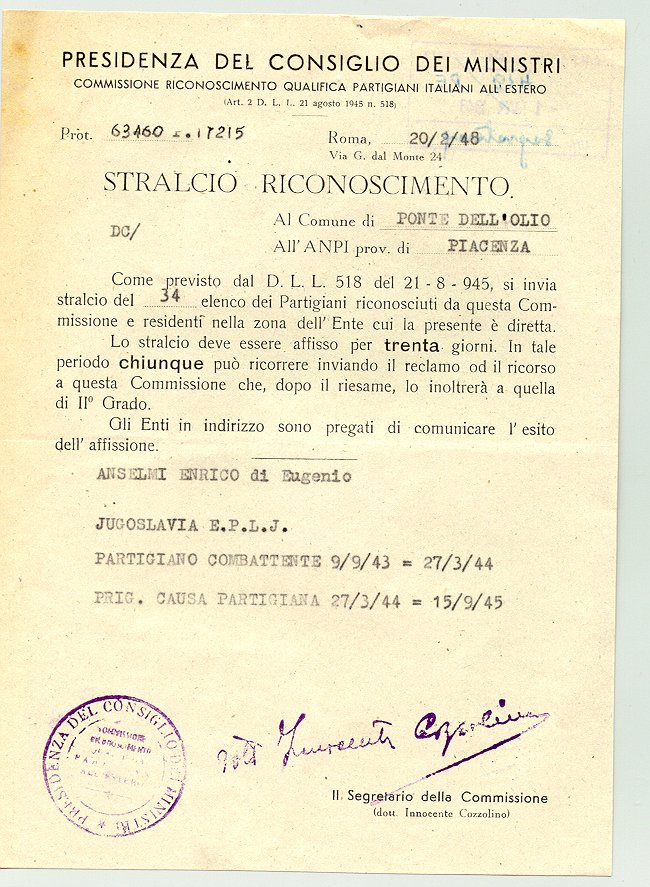 PRESIDENZA DEL CONSIGLIO DEI MINISTRI
COMMISSIONE RICONOSCIMENTO QUALIFICA PARTIGIANI ITALIANI ALL'ESTERO
(Art. 2 D. L. L. 21 agosto 1945 n. 518)
Prot. 63460 17215
Roma, 20/2/48
Via G. dal Monte 24
STRALCIO RICONOSCIMENTO.
DC/
Al Comune di PONTE DELL'OLIO
All'ANPI prov. di PIACENZA
Come previsto dal D. L. L. 518 del 21 - 8 - 945, si invia
stralcio del 34 elenco dei Partigiani riconosciuti da questa Com-
missione e residenti nella zona dell'Ente cui la presente è diretta.
Lo stralcio deve essere affisso per trenta giorni. In tale
periodo chiunque può ricorrere inviando il reclamo od il ricorso
a questa Commissione che, dopo il riesame, lo inoltrerà a quella
di IIº Grado.
Gli Enti in indirizzo sono pregati di comunicare l'esito
dell'affissione.
ANSELMI ENRICO di Eugenio
JUGOSLAVIA E.P.L.J.
PARTIGIANO COMBATTENTE 9/9/43 = 27/3/44
PRIG. CAUSA PARTIGIANA 27/3/44 = 15/9/45
PRESIDENZA DEL CONSIGLIO DEI MINISTRI
COMMISSIONE
RICONOSCIMENTO
dott Innocente Cozzolino
Il Segretario della Commissione
(dott. Innocente Cozzolino)